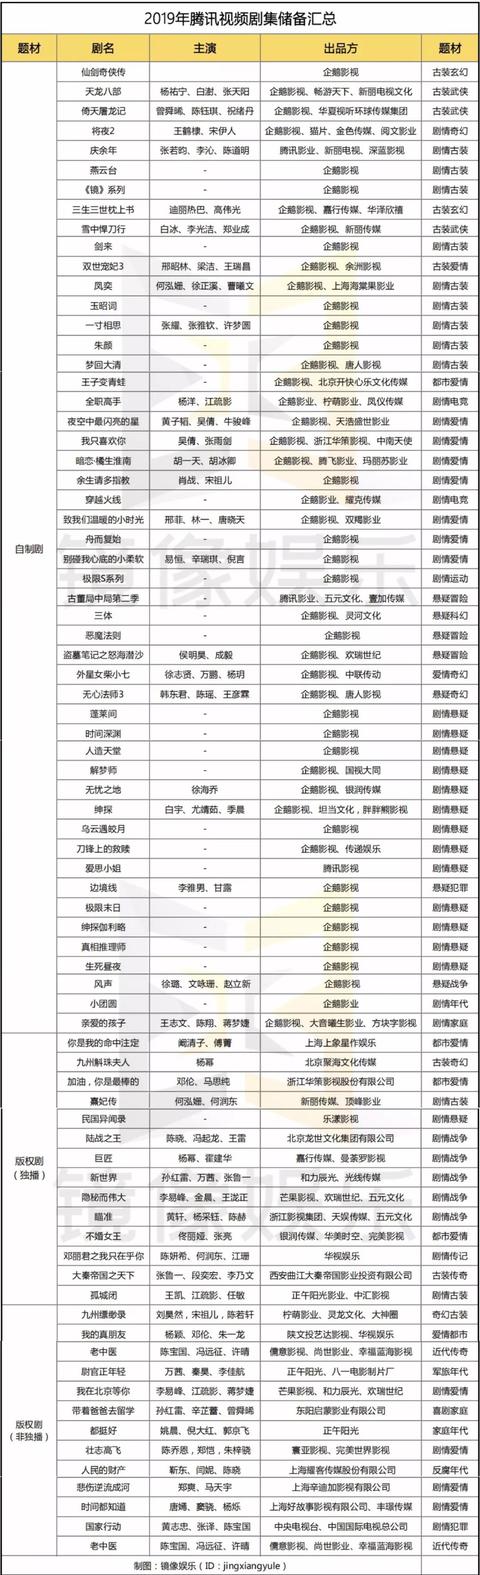 2019年腾讯视频剧集储备汇总
题材 剧名 主演 出品方 题材
自制剧
仙剑奇侠传 企鹅影视 古装玄幻
天龙八部 杨祐宁、白澍、张天阳 企鹅影视、畅游天下、新丽电视文化 古装武侠
倚天屠龙记 曾舜晞、陈钰琪、祝绪丹 企鹅影视、华夏视听环球传媒集团 古装武侠
将夜2 王鹤棣、宋伊人 企鹅影视、猫片、金色传媒、阅文影业 剧情奇幻
庆余年 张若昀、李沁、陈道明 腾讯影业、新丽电视、深蓝影视 剧情古装
燕云台 - 企鹅影视 剧情古装
《镜》系列 - 企鹅影视 剧情古装
三生三世枕上书 迪丽热巴、高伟光 企鹅影视、嘉行传媒、华泽欣禧 古装玄幻
雪中悍刀行 白冰、李光洁、郑业成 企鹅影视、新丽传媒 古装武侠
剑来 - 企鹅影视 剧情古装
双世宠妃3 邢昭林、梁洁、王瑞昌 企鹅影视、余洲影视 古装爱情
凤奕 何泓姗、徐正溪、曹曦文 企鹅影视、上海海棠果影业 剧情古装
玉昭词 - 企鹅影视 剧情古装
一寸相思 张耀、张雅钦、许梦圆 企鹅影视 剧情古装
朱颜 - 企鹅影视 剧情古装
梦回大清 - 企鹅影视、唐人影视 剧情古装
王子变青蛙 - 企鹅影视、北京开快心乐文化传媒 都市爱情
全职高手 杨洋、江疏影 企鹅影业、柠萌影业、凤仪传媒 剧情电竞
夜空中最闪亮的星 黄子韬、吴倩、牛骏峰 企鹅影视、天浩盛世影业 剧情爱情
我只喜欢你 吴倩、张雨剑 企鹅影视、浙江华策影视、中南天使 剧情爱情
暗恋·橘生淮南 胡一天、胡冰卿 企鹅影视、腾飞影业、玛丽苏影业 剧情爱情
余生请多指教 肖战、宋祖儿 企鹅影视 剧情爱情
穿越火线 - 企鹅影业、耀克传媒 剧情电竞
致我们温暖的小时光 邢菲、林一、唐晓天 企鹅影视、双羯影业 剧情爱情
舟而复始 - 企鹅影视 剧情爱情
别碰我心底的小柔软 易恒、辛瑞琪、倪言 企鹅影视 剧情爱情
极限S系列 - 企鹅影视 剧情运动
古董局中局第二季 - 腾讯影业、五元文化、壹加传媒 悬疑冒险
三体 - 企鹅影视、灵河文化 悬疑科幻
恶魔法则 - 企鹅影视 悬疑冒险
盗墓笔记之怒海潜沙 侯明昊、成毅 企鹅影视、欢瑞世纪 悬疑冒险
外星女柴小七 徐志贤、万鹏、杨玥 企鹅影视、中联传动 爱情奇幻
无心法师3 韩东君、陈瑶、王彦霖 企鹅影视、唐人影视 悬疑奇幻
蓬莱间 - 企鹅影视 剧情悬疑
时间深渊 - 企鹅影视 剧情悬疑
人造天堂 - 企鹅影视 剧情悬疑
解梦师 - 企鹅影视、国视大同 剧情悬疑
无忧之地 徐海乔 企鹅影视、银润传媒 剧情悬疑
绅探 白宇、尤靖茹、季晨 企鹅影视、坦当文化，胖胖熊影视 剧情悬疑
乌云遇皎月 - 企鹅影视 剧情悬疑
刀锋上的救赎 - 企鹅影视、传递娱乐 剧情悬疑
爱思小姐 - 腾讯影视 剧情悬疑
边境线 李雅男、甘露 企鹅影视 悬疑犯罪
极限末日 - 企鹅影视 剧情悬疑
绅探伽利略 - 企鹅影视 剧情悬疑
真相推理师 - 企鹅影视 剧情悬疑
生死昼夜 - 企鹅影视 剧情悬疑
风声 徐璐、文咏珊、赵立新 企鹅影视 悬疑战争
小团圆 - 企鹅影业 剧情年代
亲爱的孩子 王志文、陈翔、蒋梦婕 企鹅影视、大音曦生影业、方块字影视 剧情家庭
版权剧
（独播）
你是我的命中注定 阚清子、傅菁 上海上象星作娱乐 都市爱情
九州斛珠夫人 杨幂 北京聚海文化传媒 古装奇幻
加油，你是最棒的 邓伦、马思纯 浙江华策影视股份有限公司 都市爱情
熹妃传 何泓姗、何润东 新丽传媒、顶峰影业 剧情古装
民国异闻录 - 乐漾影视 剧情悬疑
陆战之王 陈晓、冯起龙、王雷 北京龙世文化集团有限公司 剧情战争
巨匠 杨幂、霍建华 嘉行传媒、曼荼罗影视 剧情战争
新世界 孙红雷、万茜、张鲁一 和力辰光、光线传媒 剧情战争
隐秘而伟大 李易峰、金晨、王龙正 芒果影视、欢瑞世纪、五元文化 剧情战争
瞄准 黄轩、杨采钰、陈赫 浙江影视集团、天娱传媒、五元文化 剧情战争
不婚女王 佟丽娅、张亮 银润传媒、华美时空、完美影视 都市爱情
邓丽君之我只在乎你 陈妍希、何润东、江珊 华视娱乐 剧情传记
大秦帝国之天下 张鲁一、段奕宏、李乃文 西安曲江大秦帝国影业投资有限公司 古装传奇
孤城闭 王凯、江疏影、任敏 正午阳光影业、中汇影视 剧情古装
版权剧
（非独播）
九州缥缈录 刘昊然，宋祖儿，陈若轩 柠萌影业、灵龙文化、大神圈 奇幻古装
我的真朋友 杨颖、邓伦、朱一龙 陕文投艺达影视、华视娱乐 爱情都市
老中医 陈宝国、冯远征、许晴 儒意影视、尚世影业、幸福蓝海影视 近代传奇
尉官正年轻 万茜、秦昊、李佳航 正午阳光、八一电影制片厂 军旅年代
我在北京等你 李易峰、江疏影、蒋梦婕 芒果影视、和力辰光、欢瑞世纪 剧情爱情
带着爸爸去留学 孙红雷、辛芷蕾、曾舜晞 东阳启蒙影业有限公司 喜剧家庭
都挺好 姚晨、倪大红、郭京飞 正午阳光 家庭年代
壮志高飞 陈乔恩，郑恺，朱梓骁 寰亚影视、完美世界影视 剧情爱情
人民的财产 靳东、闫妮、陈晓 上海耀客传媒股份有限公司 反腐年代
悲伤逆流成河 郑爽、马天宇 上海辛迪加影视有限公司 剧情爱情
时间都知道 唐嫣、窦骁、杨烁 上海好故事影视有限公司、丰璟传媒 剧情爱情
国家行动 黄志忠、张译、陈宝国 中央电视台、中国国际电视总公司 剧情犯罪
老中医 陈宝国、冯远征、许晴 儒意影视、尚世影业、幸福蓝海影视 近代传奇
制图：镜像娱乐（ID：jingxiangyule）
镜像娱乐
镜像娱乐